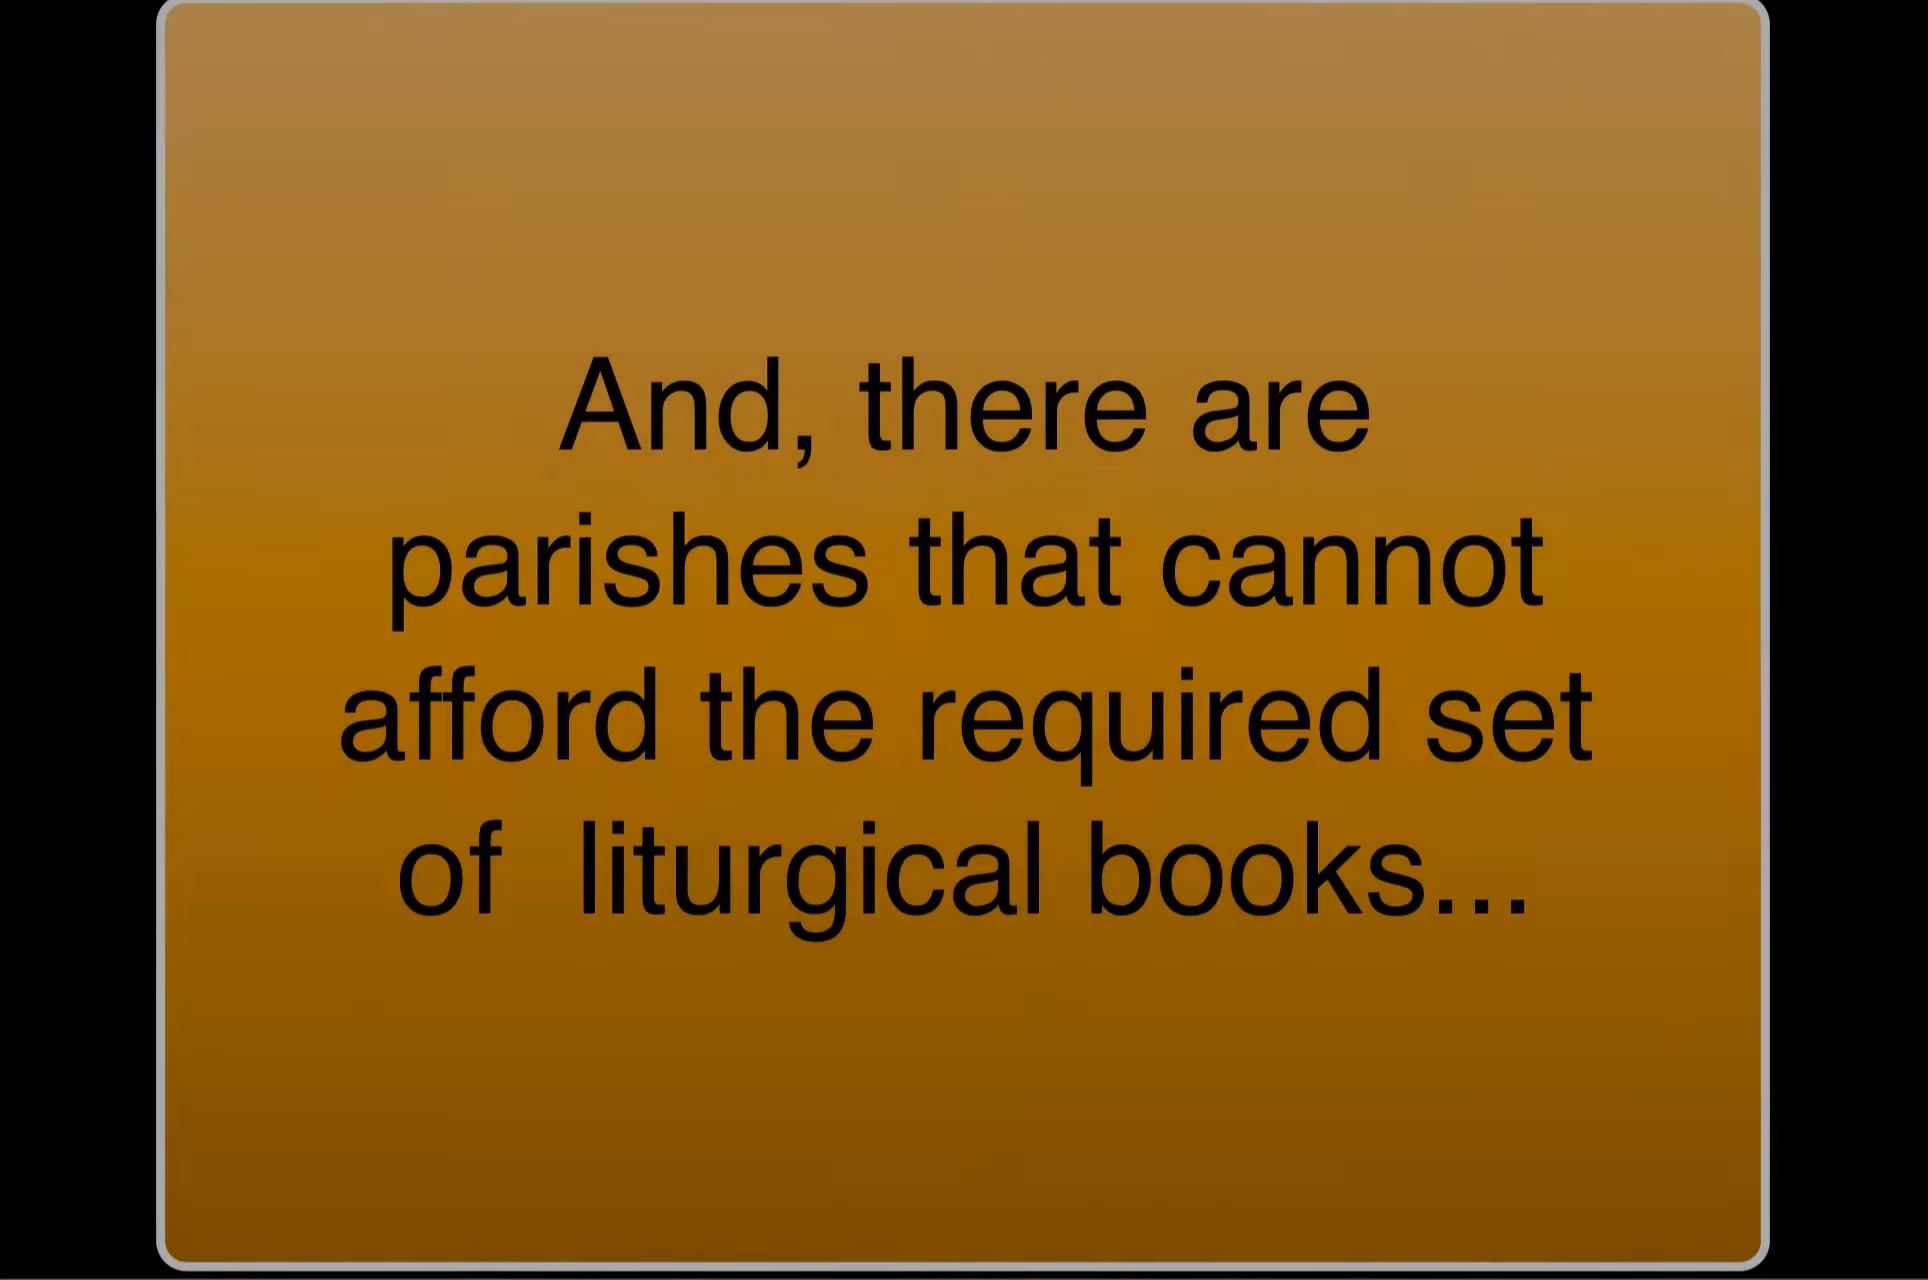 And, there are
parishes that cannot
afford the required set
of  liturgical books...